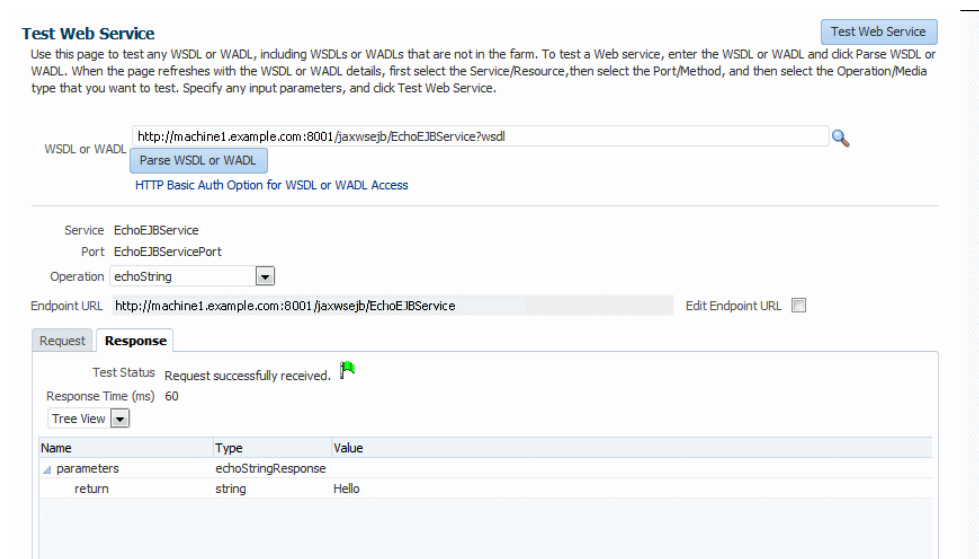 Test Web Service
Test Web Service
Use this page to test any WSDL or WADL, including WSDLs or WADLs that are not in the farm. To test a Web service, enter the WSDL or WADL and click Parse WSDL or
WADL. When the page refreshes with the WSDL or WADL details, first select the Service/Resource,then select the Port/Method, and then select the Operation/Media
type that you want to test. Specify any input parameters, and click Test Web Service.
WSDL or WADL http://machine1.example.com:8001/jaxwsejb/EchoEJBService?wsdl
Parse WSDL or WADL
HTTP Basic Auth Option for WSDL or WADL Access
Service EchoEJBService
Port EchoEJBServicePort
Operation echoString
Endpoint URL http://machine1.example.com:8001/jaxwsejb/EchoEJBService Edit Endpoint URL
Request Response
Test Status Request successfully received.
Response Time (ms) 60
Tree View
Name Type Value
parameters echoStringResponse
return string Hello